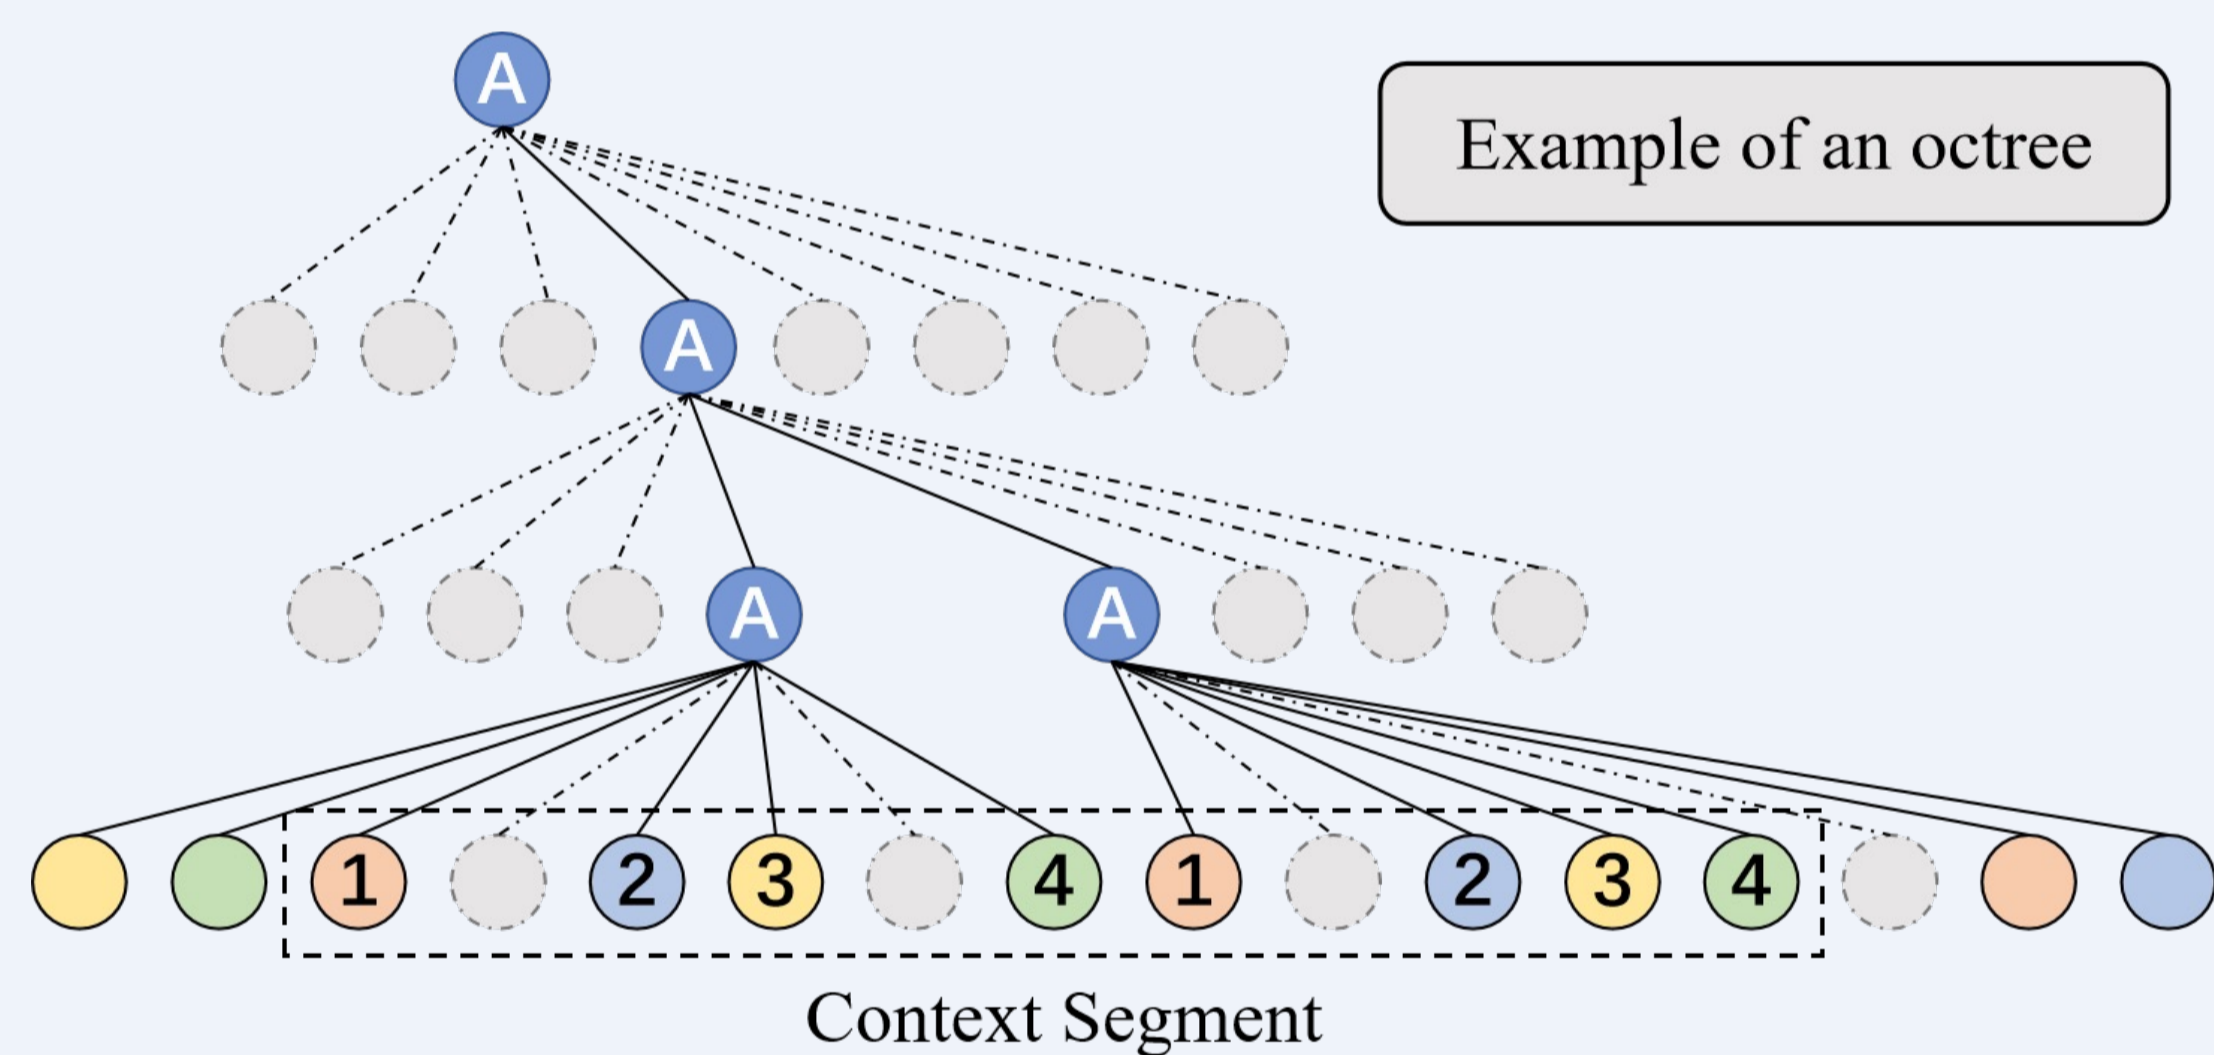 A
Example of an octree
A
A A
1 2 3 4 1 2 3 4
Context Segment